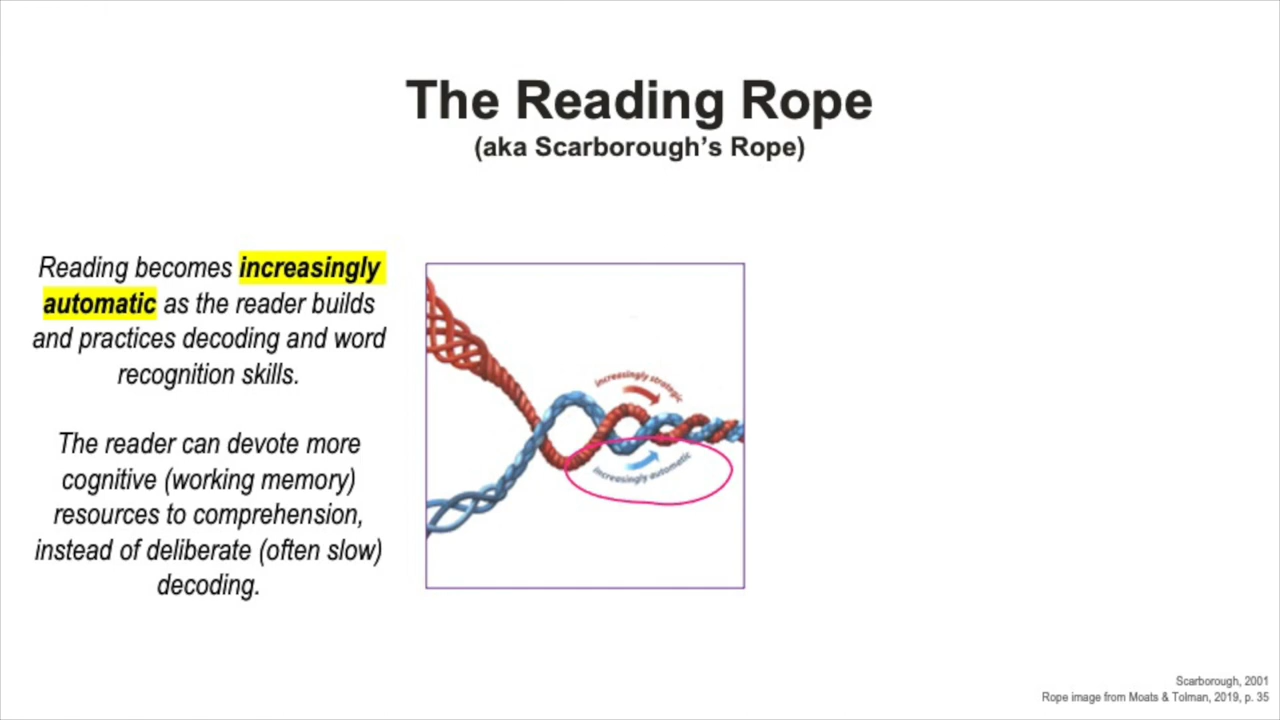 The Reading Rope
(aka Scarborough’s Rope)
Reading becomes increasingly
automatic as the reader builds
and practices decoding and word
recognition skills.
The reader can devote more
cognitive (working memory)
resources to comprehension,
instead of deliberate (often slow)
decoding.
increasingly strategic
increasingly automatic
Scarborough, 2001
Rope image from Moats & Tolman, 2019, p. 35